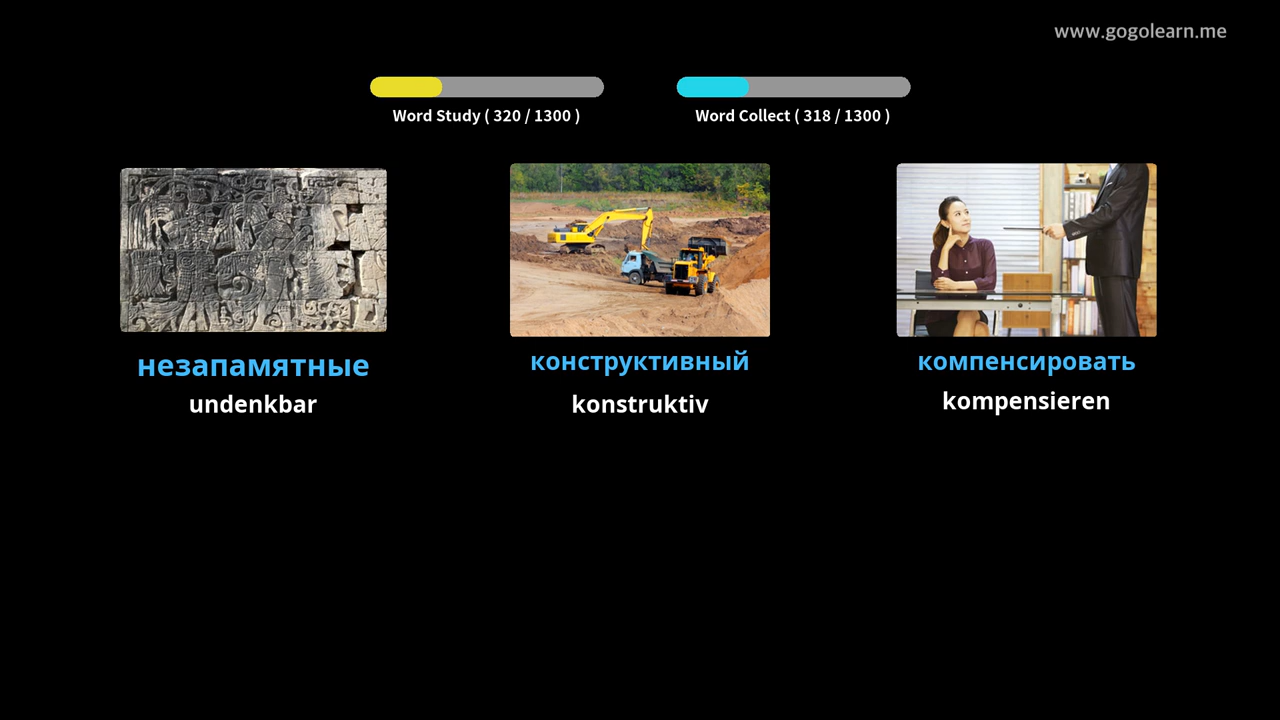 www.gogolearn.me
Word Study ( 320 / 1300 )
Word Collect ( 318 / 1300 )
незапамятные
undenkbar
конструктивный
konstruktiv
компенсировать
kompensieren